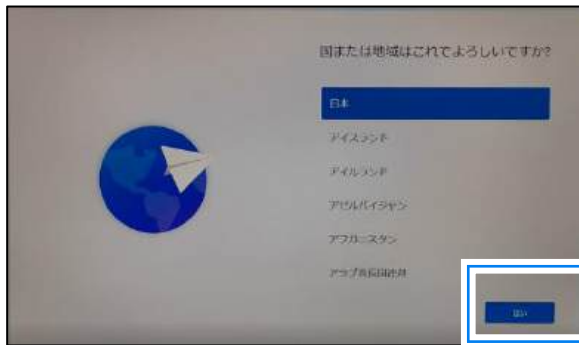 国または地域はこれでよろしいですか?
日本
アイスランド
アイルランド
アゼルバイジャン
アフガニスタン
アラブ首長国連邦
はい